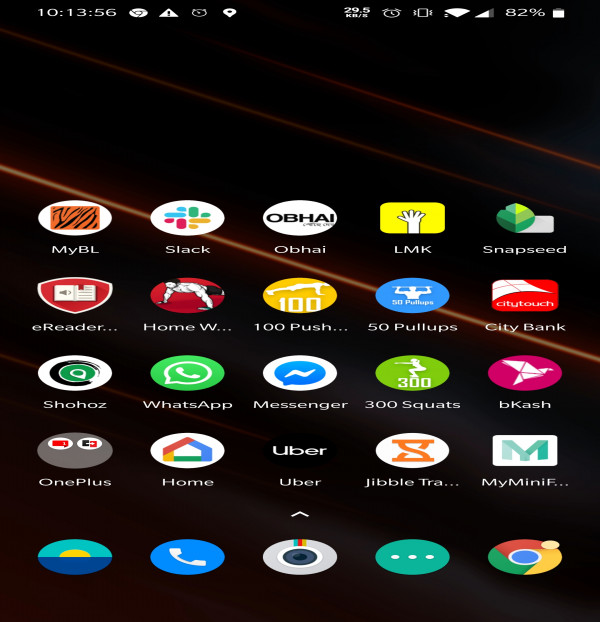 10:13:56 29.5 KB/S 82%
OBHAI
MyBL Slack Obhai LMK Snapseed
100 50 Pullups citytouch
eReader... Home W... 100 Push... 50 Pullups City Bank
300
Shohoz WhatsApp Messenger 300 Squats bKash
Uber
OnePlus Home Uber Jibble Tra... MyMiniF...